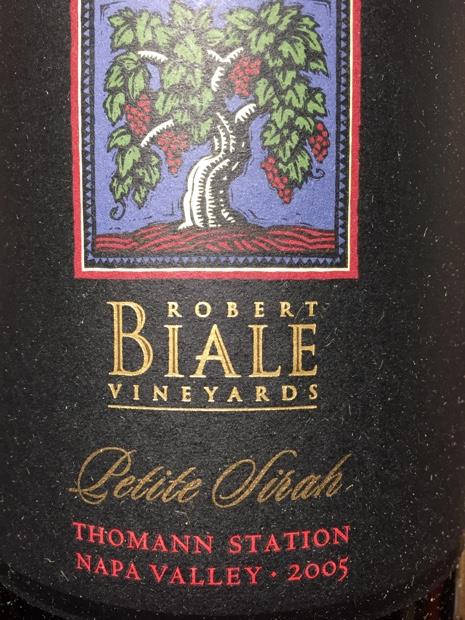 ROBERT
BIALE
VINEYARDS
Petite Sirah
THOMANN STATION
NAPA VALLEY · 2005